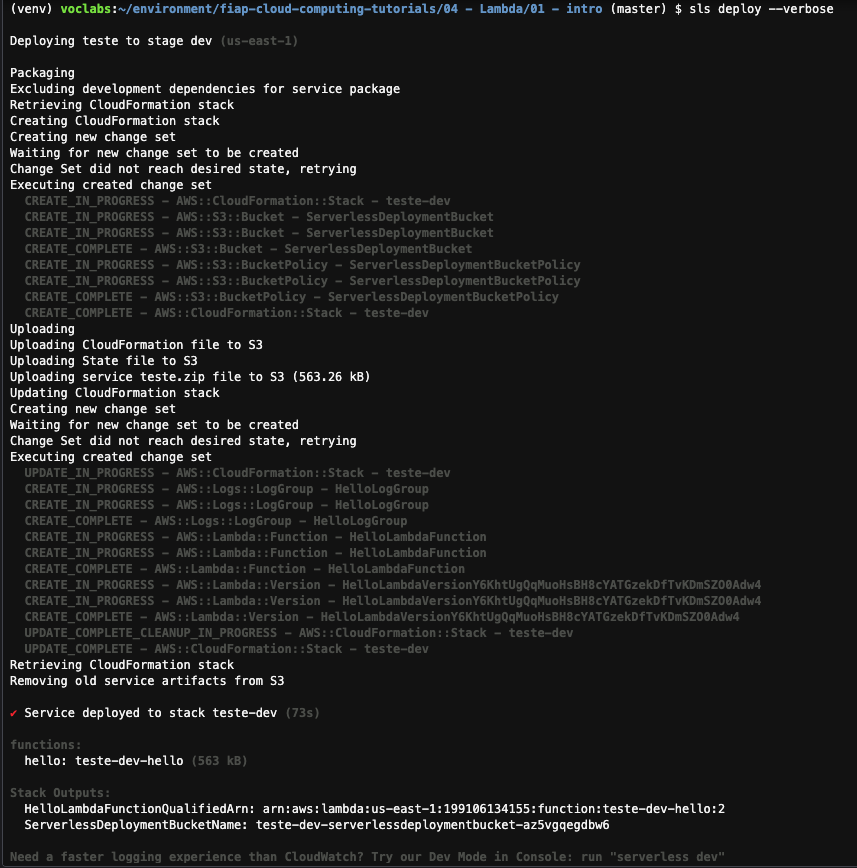 (venv) voclabs:~/environment/fiap-cloud-computing-tutorials/04 - Lambda/01 - intro (master) $ sls deploy --verbose
Deploying teste to stage dev (us-east-1)
Packaging
Excluding development dependencies for service package
Retrieving CloudFormation stack
Creating CloudFormation stack
Creating new change set
Waiting for new change set to be created
Change Set did not reach desired state, retrying
Executing created change set
CREATE_IN_PROGRESS - AWS::CloudFormation::Stack - teste-dev
CREATE_IN_PROGRESS - AWS::S3::Bucket - ServerlessDeploymentBucket
CREATE_IN_PROGRESS - AWS::S3::Bucket - ServerlessDeploymentBucket
CREATE_COMPLETE - AWS::S3::Bucket - ServerlessDeploymentBucket
CREATE_IN_PROGRESS - AWS::S3::BucketPolicy - ServerlessDeploymentBucketPolicy
CREATE_IN_PROGRESS - AWS::S3::BucketPolicy - ServerlessDeploymentBucketPolicy
CREATE_COMPLETE - AWS::S3::BucketPolicy - ServerlessDeploymentBucketPolicy
CREATE_COMPLETE - AWS::CloudFormation::Stack - teste-dev
Uploading
Uploading CloudFormation file to S3
Uploading State file to S3
Uploading service teste.zip file to S3 (563.26 kB)
Updating CloudFormation stack
Creating new change set
Waiting for new change set to be created
Change Set did not reach desired state, retrying
Executing created change set
UPDATE_IN_PROGRESS - AWS::CloudFormation::Stack - teste-dev
CREATE_IN_PROGRESS - AWS::Logs::LogGroup - HelloLogGroup
CREATE_IN_PROGRESS - AWS::Logs::LogGroup - HelloLogGroup
CREATE_COMPLETE - AWS::Logs::LogGroup - HelloLogGroup
CREATE_IN_PROGRESS - AWS::Lambda::Function - HelloLambdaFunction
CREATE_IN_PROGRESS - AWS::Lambda::Function - HelloLambdaFunction
CREATE_COMPLETE - AWS::Lambda::Function - HelloLambdaFunction
CREATE_IN_PROGRESS - AWS::Lambda::Version - HelloLambdaVersionY6KhtUgQqMuoHsBH8cYATGzekDfTvKDmSZO0Adw4
CREATE_IN_PROGRESS - AWS::Lambda::Version - HelloLambdaVersionY6KhtUgQqMuoHsBH8cYATGzekDfTvKDmSZO0Adw4
CREATE_COMPLETE - AWS::Lambda::Version - HelloLambdaVersionY6KhtUgQqMuoHsBH8cYATGzekDfTvKDmSZO0Adw4
UPDATE_COMPLETE_CLEANUP_IN_PROGRESS - AWS::CloudFormation::Stack - teste-dev
UPDATE_COMPLETE - AWS::CloudFormation::Stack - teste-dev
Retrieving CloudFormation stack
Removing old service artifacts from S3
✔ Service deployed to stack teste-dev (73s)
functions:
hello: teste-dev-hello (563 kB)
Stack Outputs:
HelloLambdaFunctionQualifiedArn: arn:aws:lambda:us-east-1:199106134155:function:teste-dev-hello:2
ServerlessDeploymentBucketName: teste-dev-serverlessdeploymentbucket-az5vgqegdbw6
Need a faster logging experience than CloudWatch? Try our Dev Mode in Console: run "serverless dev"